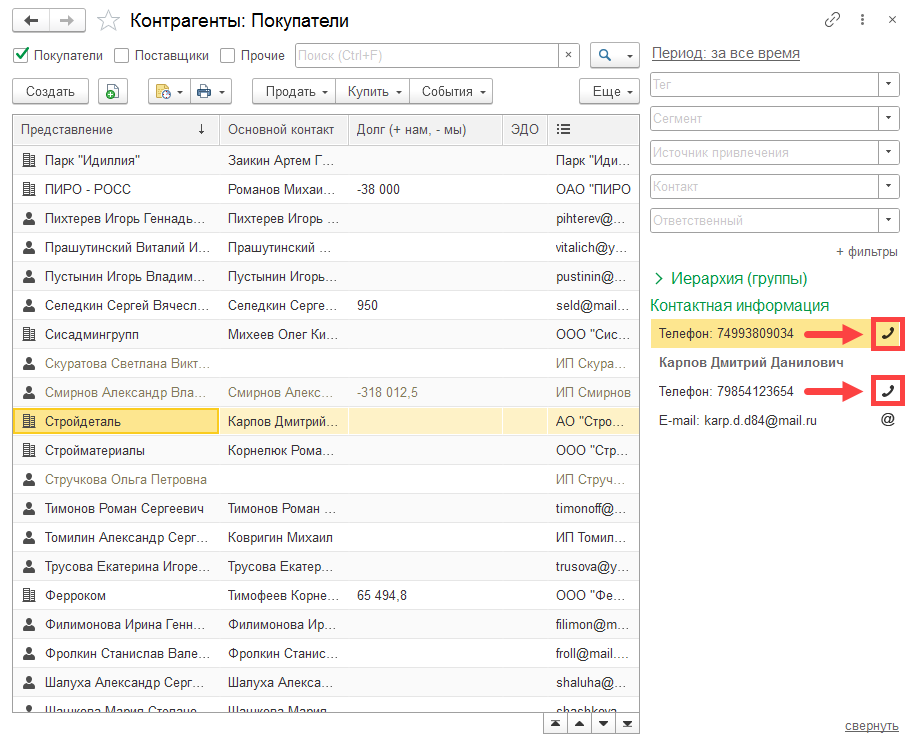 Контрагенты: Покупатели
Покупатели Поставщики Прочие Поиск (Ctrl+F) Период: за все время
Создать Продать Купить События Еще
Тег
Сегмент
Источник привлечения
Контакт
Ответственный
+ фильтры
Иерархия (группы)
Контактная информация
Телефон: 74993809034
Карпов Дмитрий Данилович
Телефон: 79854123654
E-mail: karp.d.d84@mail.ru @
Представление ↓ Основной контакт Долг (+ нам, - мы) ЭДО
Парк "Идиллия" Заикин Артем Г... Парк "Иди...
ПИРО - РОСС Романов Михаи... -38 000 ОАО "ПИРО
Пихтерев Игорь Геннадь... Пихтерев Игорь ... pihterev@...
Прашутинский Виталий И... Прашутинский ... vitalich@y...
Пустынин Игорь Владим... Пустынин Игорь... pustinin@...
Селедкин Сергей Вячесл... Селедкин Серге... 950 seld@mail...
Сисадмингрупп Михеев Олег Ки... ООО "Сис...
Скуратова Светлана Викт... ИП Скура...
Смирнов Александр Вла... Смирнов Алекс... -318 012,5 ИП Смирнов
Стройдеталь Карпов Дмитрий... АО "Стро...
Стройматериалы Корнелюк Рома... ООО "Стр...
Стручкова Ольга Петровна ИП Струч...
Тимонов Роман Сергеевич Тимонов Роман ... timonoff@...
Томилин Александр Серг... Ковригин Михаил ИП Томил...
Трусова Екатерина Игоре... Трусова Екатер... trusova@y...
Ферроком Тимофеев Корне... 65 494,8 ООО "Фе...
Филимонова Ирина Генн... Филимонова Ир... filimon@m...
Фролкин Станислав Вале... Фролкин Станис... froll@mail....
Шалуха Александр Серг... Шалуха Алекса... shaluha@...
Шашкова Мария Степано... Шашкова Мария... shashkova...
свернуть